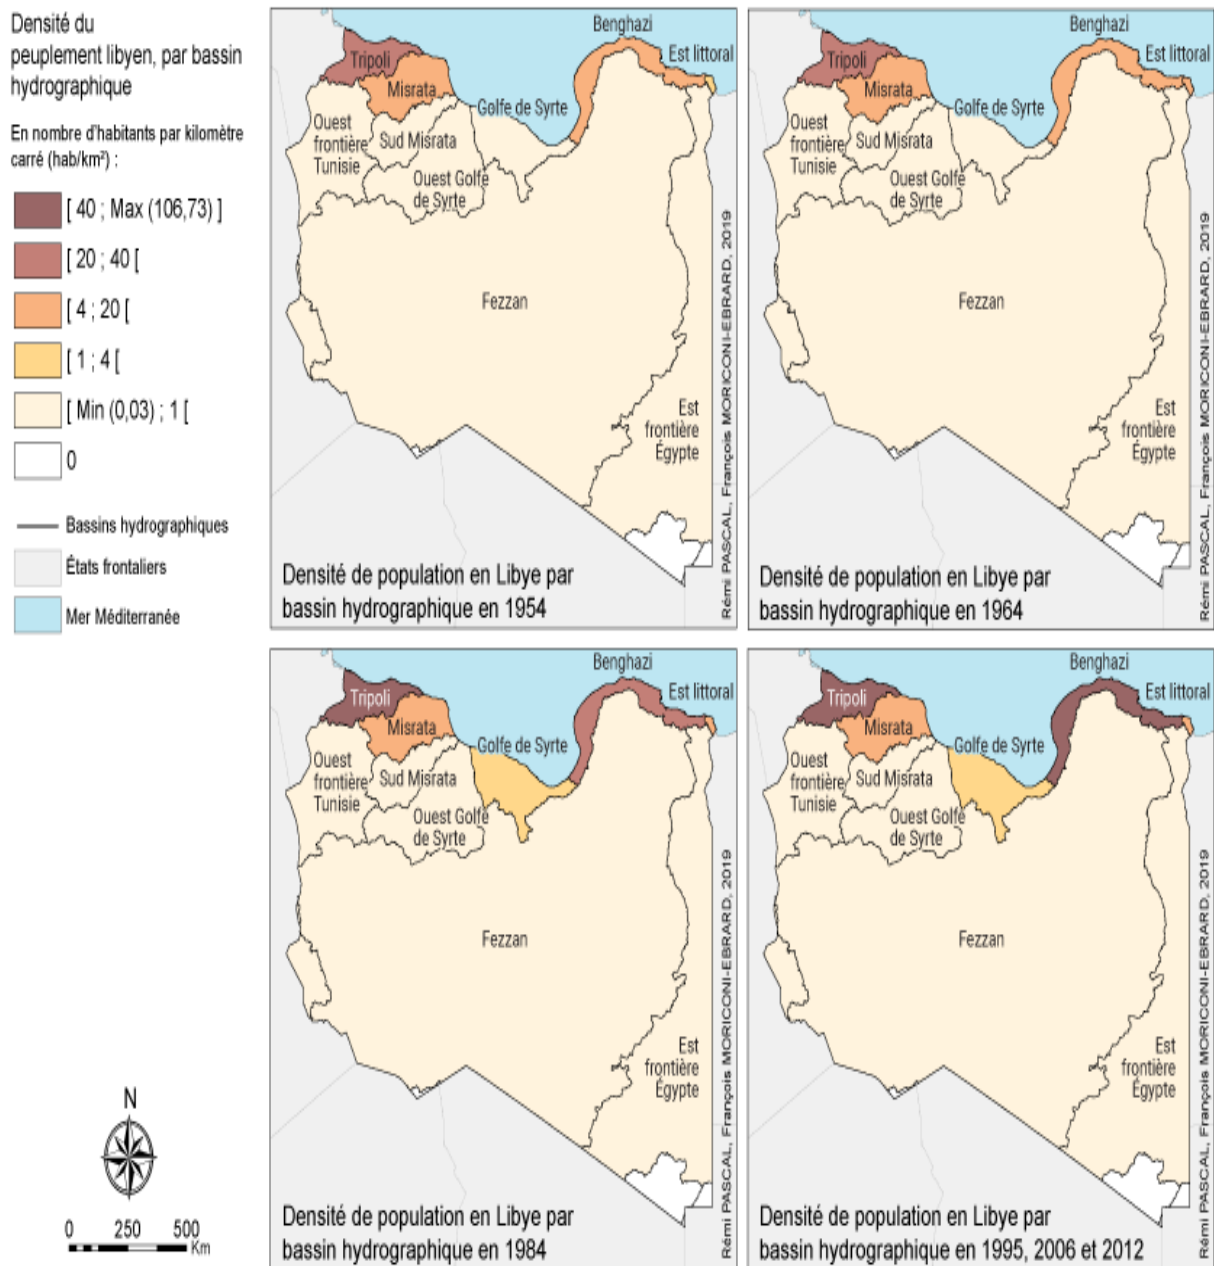 Densité du
peuplement libyen, par bassin
hydrographique
En nombre d'habitants par kilomètre
carré (hab/km²) :
[ 40 ; Max (106,73) ]
[ 20 ; 40 [
[ 4 ; 20 [
[ 1 ; 4 [
[ Min (0,03) ; 1 [
0
Bassins hydrographiques
États frontaliers
Mer Méditerranée
N
0 250 500
Km
Benghazi
Est littoral
Tripoli
Misrata
Golfe de Syrte
Ouest
frontière
Tunisie
Sud Misrata
Ouest Golfe
de Syrte
Fezzan
Est
frontière
Égypte
Densité de population en Libye par
bassin hydrographique en 1954
Rémi PASCAL, François MORICONI-EBRARD, 2019
Benghazi
Est littoral
Tripoli
Misrata
Golfe de Syrte
Ouest
frontière
Tunisie
Sud Misrata
Ouest Golfe
de Syrte
Fezzan
Est
frontière
Égypte
Densité de population en Libye par
bassin hydrographique en 1964
Rémi PASCAL, François MORICONI-EBRARD, 2019
Benghazi
Est littoral
Tripoli
Misrata
Golfe de Syrte
Ouest
frontière
Tunisie
Sud Misrata
Ouest Golfe
de Syrte
Fezzan
Est
frontière
Égypte
Densité de population en Libye par
bassin hydrographique en 1984
Rémi PASCAL, François MORICONI-EBRARD, 2019
Benghazi
Est littoral
Tripoli
Misrata
Golfe de Syrte
Ouest
frontière
Tunisie
Sud Misrata
Ouest Golfe
de Syrte
Fezzan
Est
frontière
Égypte
Densité de population en Libye par
bassin hydrographique en 1995, 2006 et 2012
Rémi PASCAL, François MORICONI-EBRARD, 2019